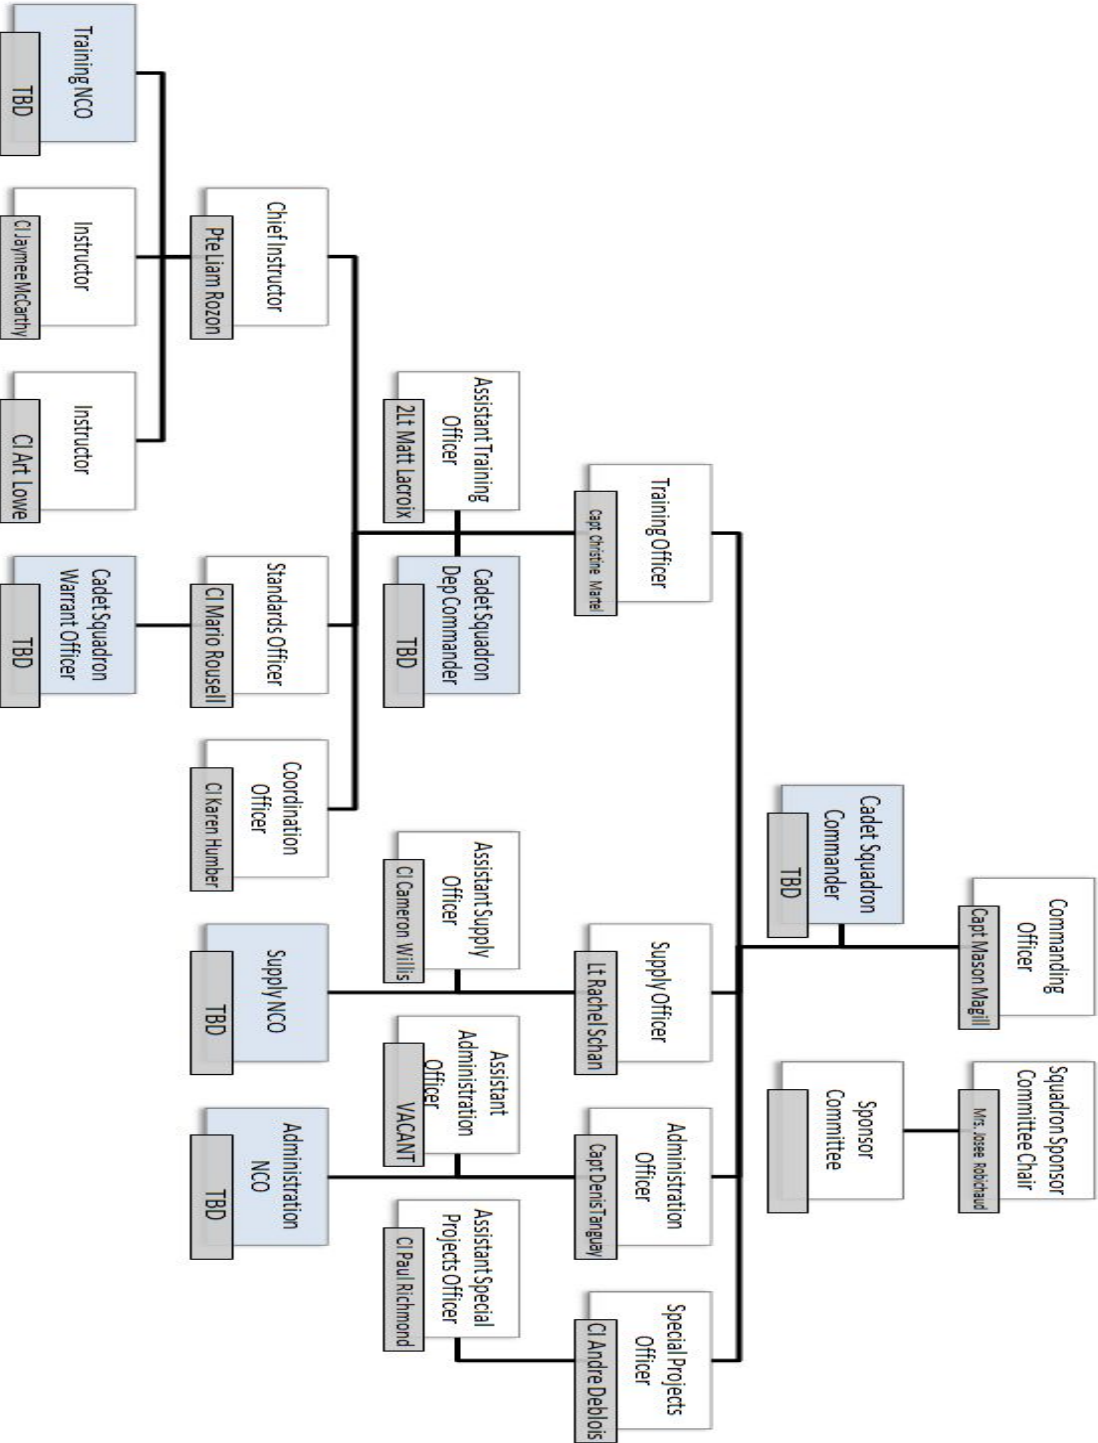 Commanding
Officer
Capt Mason Magill
Squadron Sponsor
Committee Chair
Mrs. Josee Robichaud
Cadet Squadron
Commander
TBD
Sponsor
Committee
Training Officer
Capt Christine Martel
Supply Officer
Lt Rachel Schan
Administration
Officer
Capt Denis Tanguay
Special Projects
Officer
CI Andre Deblois
Assistant Training
Officer
2Lt Matt Lacroix
Cadet Squadron
Dep Commander
TBD
Assistant Supply
Officer
CI Cameron Willis
Assistant
Administration
Officer
VACANT
Assistant Special
Projects Officer
CI Paul Richmond
Chief Instructor
Pte Liam Rozon
Standards Officer
CI Mario Rousell
Coordination
Officer
CI Karen Humber
Supply NCO
TBD
Administration
NCO
TBD
Training NCO
TBD
Instructor
CI Jaymee McCarthy
Instructor
CI Art Lowe
Cadet Squadron
Warrant Officer
TBD